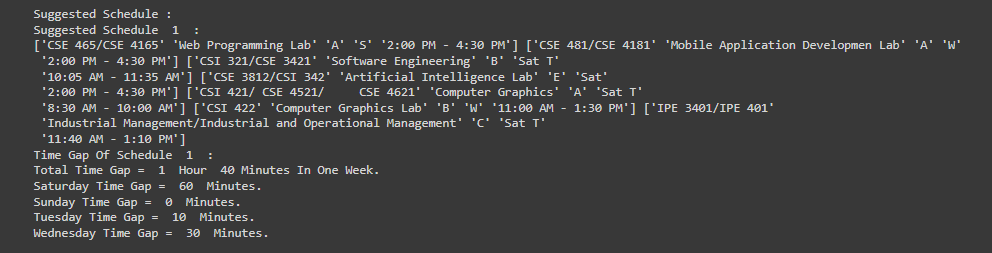 Suggested Schedule :
Suggested Schedule  1  :
['CSE 465/CSE 4165' 'Web Programming Lab' 'A' 'S' '2:00 PM - 4:30 PM'] ['CSE 481/CSE 4181' 'Mobile Application Developmen Lab' 'A' 'W'
 '2:00 PM - 4:30 PM'] ['CSI 321/CSE 3421' 'Software Engineering' 'B' 'Sat T'
 '10:05 AM - 11:35 AM'] ['CSE 3812/CSI 342' 'Artificial Intelligence Lab' 'E' 'Sat'
 '2:00 PM - 4:30 PM'] ['CSI 421/ CSE 4521/     CSE 4621' 'Computer Graphics' 'A' 'Sat T'
 '8:30 AM - 10:00 AM'] ['CSI 422' 'Computer Graphics Lab' 'B' 'W' '11:00 AM - 1:30 PM'] ['IPE 3401/IPE 401'
 'Industrial Management/Industrial and Operational Management' 'C' 'Sat T'
 '11:40 AM - 1:10 PM']
Time Gap Of Schedule  1  :
Total Time Gap =  1  Hour  40 Minutes In One Week.
Saturday Time Gap =  60  Minutes.
Sunday Time Gap =  0  Minutes.
Tuesday Time Gap =  10  Minutes.
Wednesday Time Gap =  30  Minutes.